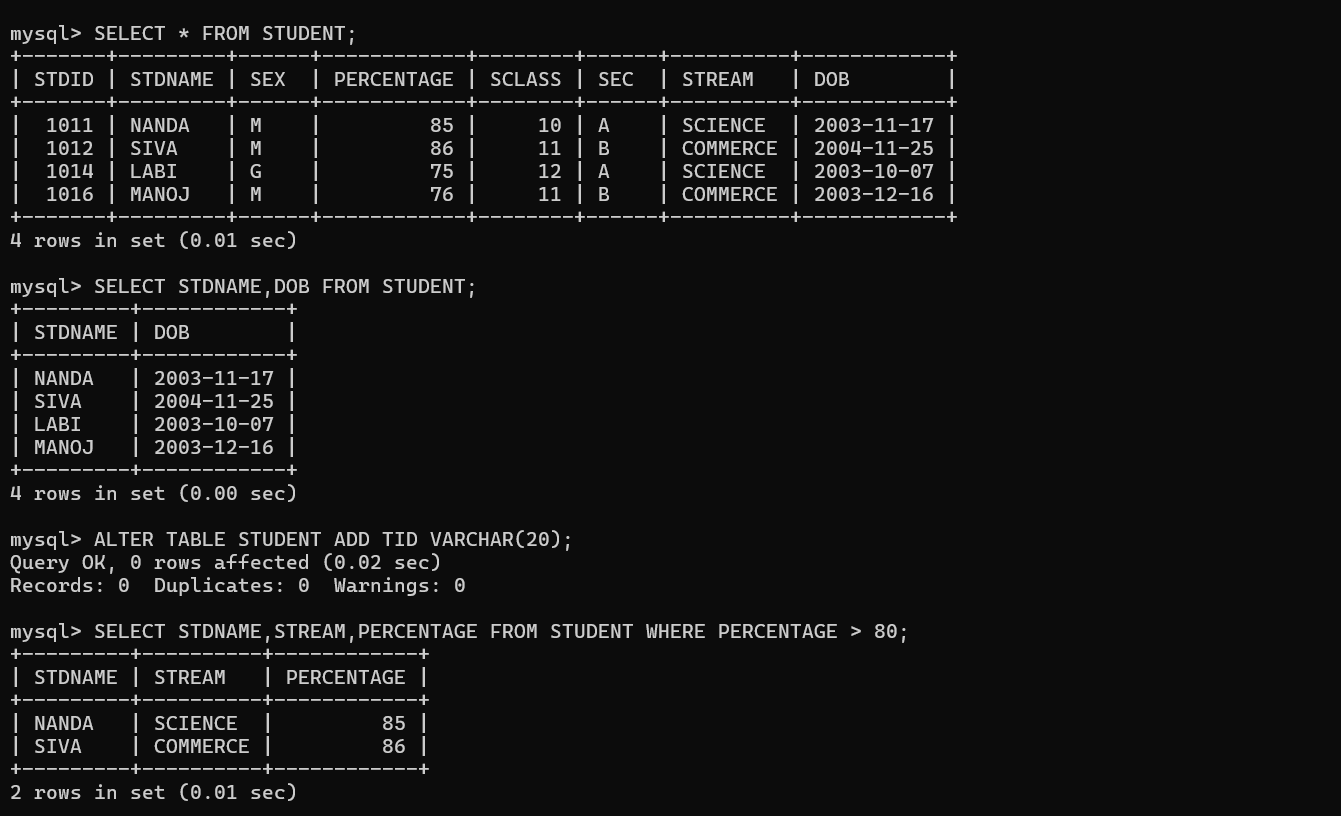 mysql> SELECT * FROM STUDENT;
+-------+---------+------+------------+--------+------+----------+------------+
| STDID | STDNAME | SEX  | PERCENTAGE | SCLASS | SEC  | STREAM   | DOB        |
+-------+---------+------+------------+--------+------+----------+------------+
|  1011 | NANDA   | M    |         85 |     10 | A    | SCIENCE  | 2003-11-17 |
|  1012 | SIVA    | M    |         86 |     11 | B    | COMMERCE | 2004-11-25 |
|  1014 | LABI    | G    |         75 |     12 | A    | SCIENCE  | 2003-10-07 |
|  1016 | MANOJ   | M    |         76 |     11 | B    | COMMERCE | 2003-12-16 |
+-------+---------+------+------------+--------+------+----------+------------+
4 rows in set (0.01 sec)

mysql> SELECT STDNAME,DOB FROM STUDENT;
+---------+------------+
| STDNAME | DOB        |
+---------+------------+
| NANDA   | 2003-11-17 |
| SIVA    | 2004-11-25 |
| LABI    | 2003-10-07 |
| MANOJ   | 2003-12-16 |
+---------+------------+
4 rows in set (0.00 sec)

mysql> ALTER TABLE STUDENT ADD TID VARCHAR(20);
Query OK, 0 rows affected (0.02 sec)
Records: 0  Duplicates: 0  Warnings: 0

mysql> SELECT STDNAME,STREAM,PERCENTAGE FROM STUDENT WHERE PERCENTAGE > 80;
+---------+----------+------------+
| STDNAME | STREAM   | PERCENTAGE |
+---------+----------+------------+
| NANDA   | SCIENCE  |         85 |
| SIVA    | COMMERCE |         86 |
+---------+----------+------------+
2 rows in set (0.01 sec)